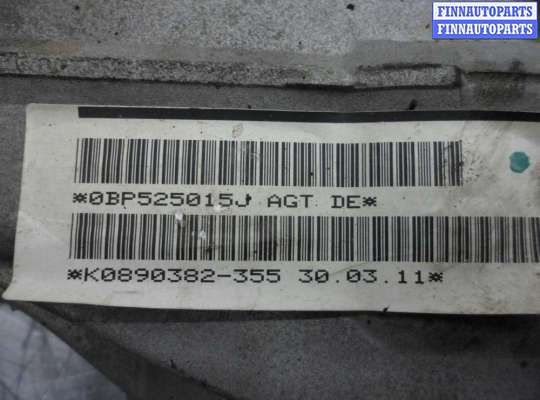 FINNAUTOPARTS
FINNAUTOPARTS
*0BP525015J AGT DE*
*K0890382-355 30.03.11*